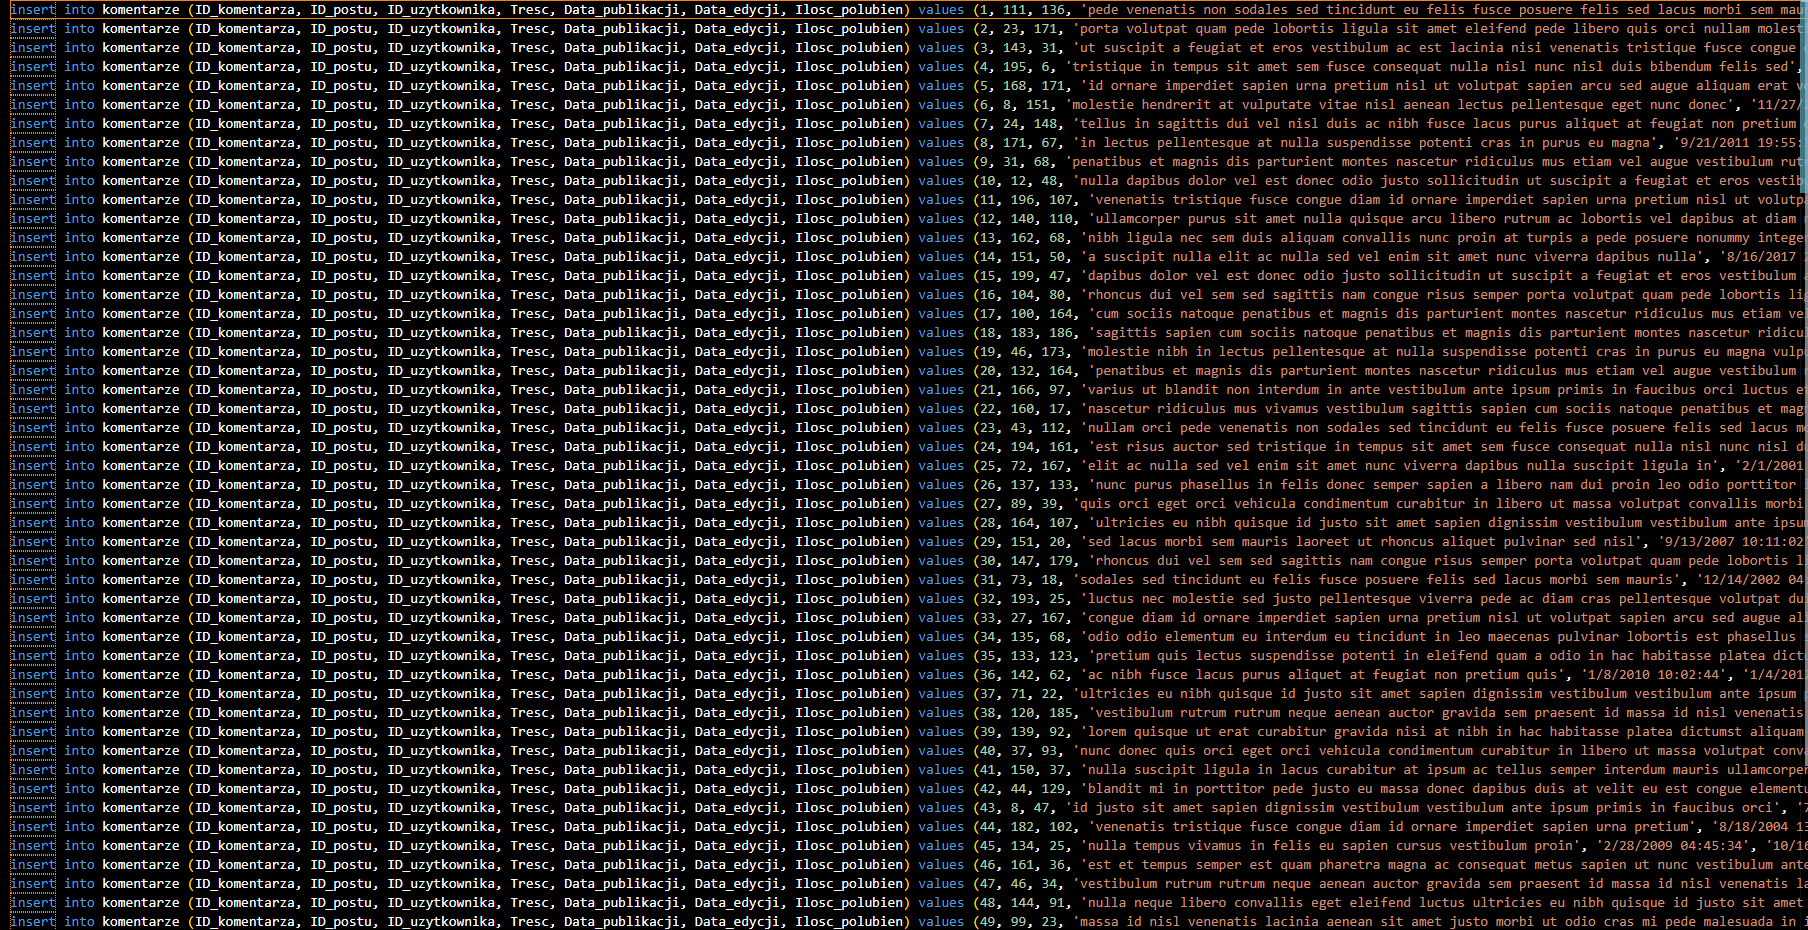 insert into komentarze (ID_komentarza, ID_postu, ID_uzytkownika, Tresc, Data_publikacji, Data_edycji, Ilosc_polubien) values (1, 111, 136, 'pede venenatis non sodales sed tincidunt eu felis fusce posuere felis sed lacus morbi sem mau
insert into komentarze (ID_komentarza, ID_postu, ID_uzytkownika, Tresc, Data_publikacji, Data_edycji, Ilosc_polubien) values (2, 23, 171, 'porta volutpat quam pede lobortis ligula sit amet eleifend pede libero quis orci nullam molest
insert into komentarze (ID_komentarza, ID_postu, ID_uzytkownika, Tresc, Data_publikacji, Data_edycji, Ilosc_polubien) values (3, 143, 31, 'ut suscipit a feugiat et eros vestibulum ac est lacinia nisi venenatis tristique fusce congue
insert into komentarze (ID_komentarza, ID_postu, ID_uzytkownika, Tresc, Data_publikacji, Data_edycji, Ilosc_polubien) values (4, 195, 6, 'tristique in tempus sit amet sem fusce consequat nulla nisl nunc nisl duis bibendum felis sed',
insert into komentarze (ID_komentarza, ID_postu, ID_uzytkownika, Tresc, Data_publikacji, Data_edycji, Ilosc_polubien) values (5, 168, 171, 'id ornare imperdiet sapien urna pretium nisl ut volutpat sapien arcu sed augue aliquam erat v
insert into komentarze (ID_komentarza, ID_postu, ID_uzytkownika, Tresc, Data_publikacji, Data_edycji, Ilosc_polubien) values (6, 8, 151, 'molestie hendrerit at vulputate vitae nisl aenean lectus pellentesque eget nunc donec', '11/27/
insert into komentarze (ID_komentarza, ID_postu, ID_uzytkownika, Tresc, Data_publikacji, Data_edycji, Ilosc_polubien) values (7, 24, 148, 'tellus in sagittis dui vel nisl duis ac nibh fusce lacus purus aliquet at feugiat non pretium
insert into komentarze (ID_komentarza, ID_postu, ID_uzytkownika, Tresc, Data_publikacji, Data_edycji, Ilosc_polubien) values (8, 171, 67, 'in lectus pellentesque at nulla suspendisse potenti cras in purus eu magna', '9/21/2011 19:55:
insert into komentarze (ID_komentarza, ID_postu, ID_uzytkownika, Tresc, Data_publikacji, Data_edycji, Ilosc_polubien) values (9, 31, 68, 'penatibus et magnis dis parturient montes nascetur ridiculus mus etiam vel augue vestibulum rut
insert into komentarze (ID_komentarza, ID_postu, ID_uzytkownika, Tresc, Data_publikacji, Data_edycji, Ilosc_polubien) values (10, 12, 48, 'nulla dapibus dolor vel est donec odio justo sollicitudin ut suscipit a feugiat et eros vestib
insert into komentarze (ID_komentarza, ID_postu, ID_uzytkownika, Tresc, Data_publikacji, Data_edycji, Ilosc_polubien) values (11, 196, 107, 'venenatis tristique fusce congue diam id ornare imperdiet sapien urna pretium nisl ut volutp
insert into komentarze (ID_komentarza, ID_postu, ID_uzytkownika, Tresc, Data_publikacji, Data_edycji, Ilosc_polubien) values (12, 140, 110, 'ullamcorper purus sit amet nulla quisque arcu libero rutrum ac lobortis vel dapibus at diam
insert into komentarze (ID_komentarza, ID_postu, ID_uzytkownika, Tresc, Data_publikacji, Data_edycji, Ilosc_polubien) values (13, 162, 68, 'nibh ligula nec sem duis aliquam convallis nunc proin at turpis a pede posuere nonummy intege
insert into komentarze (ID_komentarza, ID_postu, ID_uzytkownika, Tresc, Data_publikacji, Data_edycji, Ilosc_polubien) values (14, 151, 50, 'a suscipit nulla elit ac nulla sed vel enim sit amet nunc viverra dapibus nulla', '8/16/2017
insert into komentarze (ID_komentarza, ID_postu, ID_uzytkownika, Tresc, Data_publikacji, Data_edycji, Ilosc_polubien) values (15, 199, 47, 'dapibus dolor vel est donec odio justo sollicitudin ut suscipit a feugiat et eros vestibulum
insert into komentarze (ID_komentarza, ID_postu, ID_uzytkownika, Tresc, Data_publikacji, Data_edycji, Ilosc_polubien) values (16, 104, 80, 'rhoncus dui vel sem sed sagittis nam congue risus semper porta volutpat quam pede lobortis li
insert into komentarze (ID_komentarza, ID_postu, ID_uzytkownika, Tresc, Data_publikacji, Data_edycji, Ilosc_polubien) values (17, 100, 164, 'cum sociis natoque penatibus et magnis dis parturient montes nascetur ridiculus mus etiam ve
insert into komentarze (ID_komentarza, ID_postu, ID_uzytkownika, Tresc, Data_publikacji, Data_edycji, Ilosc_polubien) values (18, 183, 186, 'sagittis sapien cum sociis natoque penatibus et magnis dis parturient montes nascetur ridicu
insert into komentarze (ID_komentarza, ID_postu, ID_uzytkownika, Tresc, Data_publikacji, Data_edycji, Ilosc_polubien) values (19, 46, 173, 'molestie nibh in lectus pellentesque at nulla suspendisse potenti cras in purus eu magna vulp
insert into komentarze (ID_komentarza, ID_postu, ID_uzytkownika, Tresc, Data_publikacji, Data_edycji, Ilosc_polubien) values (20, 132, 164, 'penatibus et magnis dis parturient montes nascetur ridiculus mus etiam vel augue vestibulum
insert into komentarze (ID_komentarza, ID_postu, ID_uzytkownika, Tresc, Data_publikacji, Data_edycji, Ilosc_polubien) values (21, 166, 97, 'varius ut blandit non interdum in ante vestibulum ante ipsum primis in faucibus orci luctus et
insert into komentarze (ID_komentarza, ID_postu, ID_uzytkownika, Tresc, Data_publikacji, Data_edycji, Ilosc_polubien) values (22, 160, 17, 'nascetur ridiculus mus vivamus vestibulum sagittis sapien cum sociis natoque penatibus et mag
insert into komentarze (ID_komentarza, ID_postu, ID_uzytkownika, Tresc, Data_publikacji, Data_edycji, Ilosc_polubien) values (23, 43, 112, 'nullam orci pede venenatis non sodales sed tincidunt eu felis fusce posuere felis sed lacus mo
insert into komentarze (ID_komentarza, ID_postu, ID_uzytkownika, Tresc, Data_publikacji, Data_edycji, Ilosc_polubien) values (24, 194, 161, 'est risus auctor sed tristique in tempus sit amet sem fusce consequat nulla nisl nunc nisl d
insert into komentarze (ID_komentarza, ID_postu, ID_uzytkownika, Tresc, Data_publikacji, Data_edycji, Ilosc_polubien) values (25, 72, 167, 'elit ac nulla sed vel enim sit amet nunc viverra dapibus nulla suscipit ligula in', '2/1/2001
insert into komentarze (ID_komentarza, ID_postu, ID_uzytkownika, Tresc, Data_publikacji, Data_edycji, Ilosc_polubien) values (26, 137, 133, 'nunc purus phasellus in felis donec semper sapien a libero nam dui proin leo odio porttitor i
insert into komentarze (ID_komentarza, ID_postu, ID_uzytkownika, Tresc, Data_publikacji, Data_edycji, Ilosc_polubien) values (27, 89, 39, 'quis orci eget orci vehicula condimentum curabitur in libero ut massa volutpat convallis morbi
insert into komentarze (ID_komentarza, ID_postu, ID_uzytkownika, Tresc, Data_publikacji, Data_edycji, Ilosc_polubien) values (28, 164, 107, 'ultricies eu nibh quisque id justo sit amet sapien dignissim vestibulum vestibulum ante ipsum
insert into komentarze (ID_komentarza, ID_postu, ID_uzytkownika, Tresc, Data_publikacji, Data_edycji, Ilosc_polubien) values (29, 151, 20, 'sed lacus morbi sem mauris laoreet ut rhoncus aliquet pulvinar sed nisl', '9/13/2007 10:11:02
insert into komentarze (ID_komentarza, ID_postu, ID_uzytkownika, Tresc, Data_publikacji, Data_edycji, Ilosc_polubien) values (30, 147, 179, 'rhoncus dui vel sem sed sagittis nam congue risus semper porta volutpat quam pede lobortis l
insert into komentarze (ID_komentarza, ID_postu, ID_uzytkownika, Tresc, Data_publikacji, Data_edycji, Ilosc_polubien) values (31, 73, 18, 'sodales sed tincidunt eu felis fusce posuere felis sed lacus morbi sem mauris', '12/14/2002 04:
insert into komentarze (ID_komentarza, ID_postu, ID_uzytkownika, Tresc, Data_publikacji, Data_edycji, Ilosc_polubien) values (32, 193, 25, 'luctus nec molestie sed justo pellentesque viverra pede ac diam cras pellentesque volutpat dui
insert into komentarze (ID_komentarza, ID_postu, ID_uzytkownika, Tresc, Data_publikacji, Data_edycji, Ilosc_polubien) values (33, 27, 167, 'congue diam id ornare imperdiet sapien urna pretium nisl ut volutpat sapien arcu sed augue al
insert into komentarze (ID_komentarza, ID_postu, ID_uzytkownika, Tresc, Data_publikacji, Data_edycji, Ilosc_polubien) values (34, 135, 68, 'odio odio elementum eu interdum eu tincidunt in leo maecenas pulvinar lobortis est phasellus
insert into komentarze (ID_komentarza, ID_postu, ID_uzytkownika, Tresc, Data_publikacji, Data_edycji, Ilosc_polubien) values (35, 133, 123, 'pretium quis lectus suspendisse potenti in eleifend quam a odio in hac habitasse platea dict
insert into komentarze (ID_komentarza, ID_postu, ID_uzytkownika, Tresc, Data_publikacji, Data_edycji, Ilosc_polubien) values (36, 142, 62, 'ac nibh fusce lacus purus aliquet at feugiat non pretium quis', '1/8/2010 10:02:44', '1/4/201
insert into komentarze (ID_komentarza, ID_postu, ID_uzytkownika, Tresc, Data_publikacji, Data_edycji, Ilosc_polubien) values (37, 71, 22, 'ultricies eu nibh quisque id justo sit amet sapien dignissim vestibulum vestibulum ante ipsum
insert into komentarze (ID_komentarza, ID_postu, ID_uzytkownika, Tresc, Data_publikacji, Data_edycji, Ilosc_polubien) values (38, 120, 185, 'vestibulum rutrum rutrum neque aenean auctor gravida sem praesent id massa id nisl venenatis
insert into komentarze (ID_komentarza, ID_postu, ID_uzytkownika, Tresc, Data_publikacji, Data_edycji, Ilosc_polubien) values (39, 139, 92, 'lorem quisque ut erat curabitur gravida nisi at nibh in hac habitasse platea dictumst aliquam
insert into komentarze (ID_komentarza, ID_postu, ID_uzytkownika, Tresc, Data_publikacji, Data_edycji, Ilosc_polubien) values (40, 37, 93, 'nunc donec quis orci eget orci vehicula condimentum curabitur in libero ut massa volutpat conv
insert into komentarze (ID_komentarza, ID_postu, ID_uzytkownika, Tresc, Data_publikacji, Data_edycji, Ilosc_polubien) values (41, 150, 37, 'nulla suscipit ligula in lacus curabitur at ipsum ac tellus semper interdum mauris ullamcorper
insert into komentarze (ID_komentarza, ID_postu, ID_uzytkownika, Tresc, Data_publikacji, Data_edycji, Ilosc_polubien) values (42, 44, 129, 'blandit mi in porttitor pede justo eu massa donec dapibus duis at velit eu est congue elementu
insert into komentarze (ID_komentarza, ID_postu, ID_uzytkownika, Tresc, Data_publikacji, Data_edycji, Ilosc_polubien) values (43, 8, 47, 'id justo sit amet sapien dignissim vestibulum vestibulum ante ipsum primis in faucibus orci', '7
insert into komentarze (ID_komentarza, ID_postu, ID_uzytkownika, Tresc, Data_publikacji, Data_edycji, Ilosc_polubien) values (44, 182, 102, 'venenatis tristique fusce congue diam id ornare imperdiet sapien urna pretium', '8/18/2004 13
insert into komentarze (ID_komentarza, ID_postu, ID_uzytkownika, Tresc, Data_publikacji, Data_edycji, Ilosc_polubien) values (45, 134, 25, 'nulla tempus vivamus in felis eu sapien cursus vestibulum proin', '2/28/2009 04:45:34', '10/16
insert into komentarze (ID_komentarza, ID_postu, ID_uzytkownika, Tresc, Data_publikacji, Data_edycji, Ilosc_polubien) values (46, 161, 36, 'est et tempus semper est quam pharetra magna ac consequat metus sapien ut nunc vestibulum ante
insert into komentarze (ID_komentarza, ID_postu, ID_uzytkownika, Tresc, Data_publikacji, Data_edycji, Ilosc_polubien) values (47, 46, 34, 'vestibulum rutrum rutrum neque aenean auctor gravida sem praesent id massa id nisl venenatis la
insert into komentarze (ID_komentarza, ID_postu, ID_uzytkownika, Tresc, Data_publikacji, Data_edycji, Ilosc_polubien) values (48, 144, 91, 'nulla neque libero convallis eget eleifend luctus ultricies eu nibh quisque id justo sit amet
insert into komentarze (ID_komentarza, ID_postu, ID_uzytkownika, Tresc, Data_publikacji, Data_edycji, Ilosc_polubien) values (49, 99, 23, 'massa id nisl venenatis lacinia aenean sit amet justo morbi ut odio cras mi pede malesuada in i